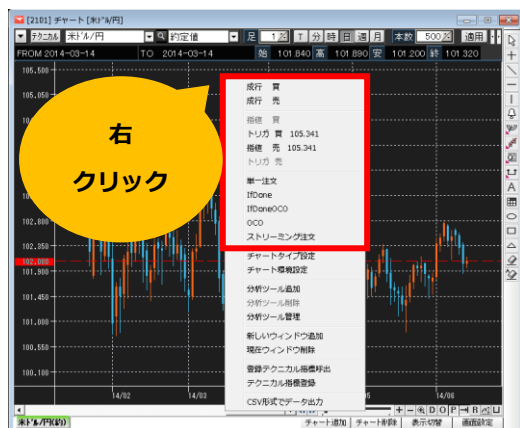 [2101] チャート [米ドル/円]
テクニカル 米ドル/円 約定値 足 1分 T 分 時 日 週 月 本数 500 適用
FROM 2014-03-14 TO 2014-03-14 始 101.840 高 101.890 安 101.200 終 101.320
105.550
105.050
右
クリック
成行 買
成行 売
指値 買
トリガ 買 105.341
指値 売 105.341
トリガ 売
単一注文
IfDone
IfDoneOCO
OCO
ストリーミング注文
チャートタイプ設定
チャート環境設定
分析ツール追加
分析ツール削除
分析ツール管理
新しいウィンドウ追加
現在ウィンドウ削除
登録テクニカル指標呼出
テクニカル指標登録
CSV形式でデータ出力
102.800
102.350
102.000
101.900
101.450
101.000
100.550
100.100
14/02 14/03 14/06
D O P R U
米ドル/円(約) チャート追加 チャート削除 表示切替 画面設定